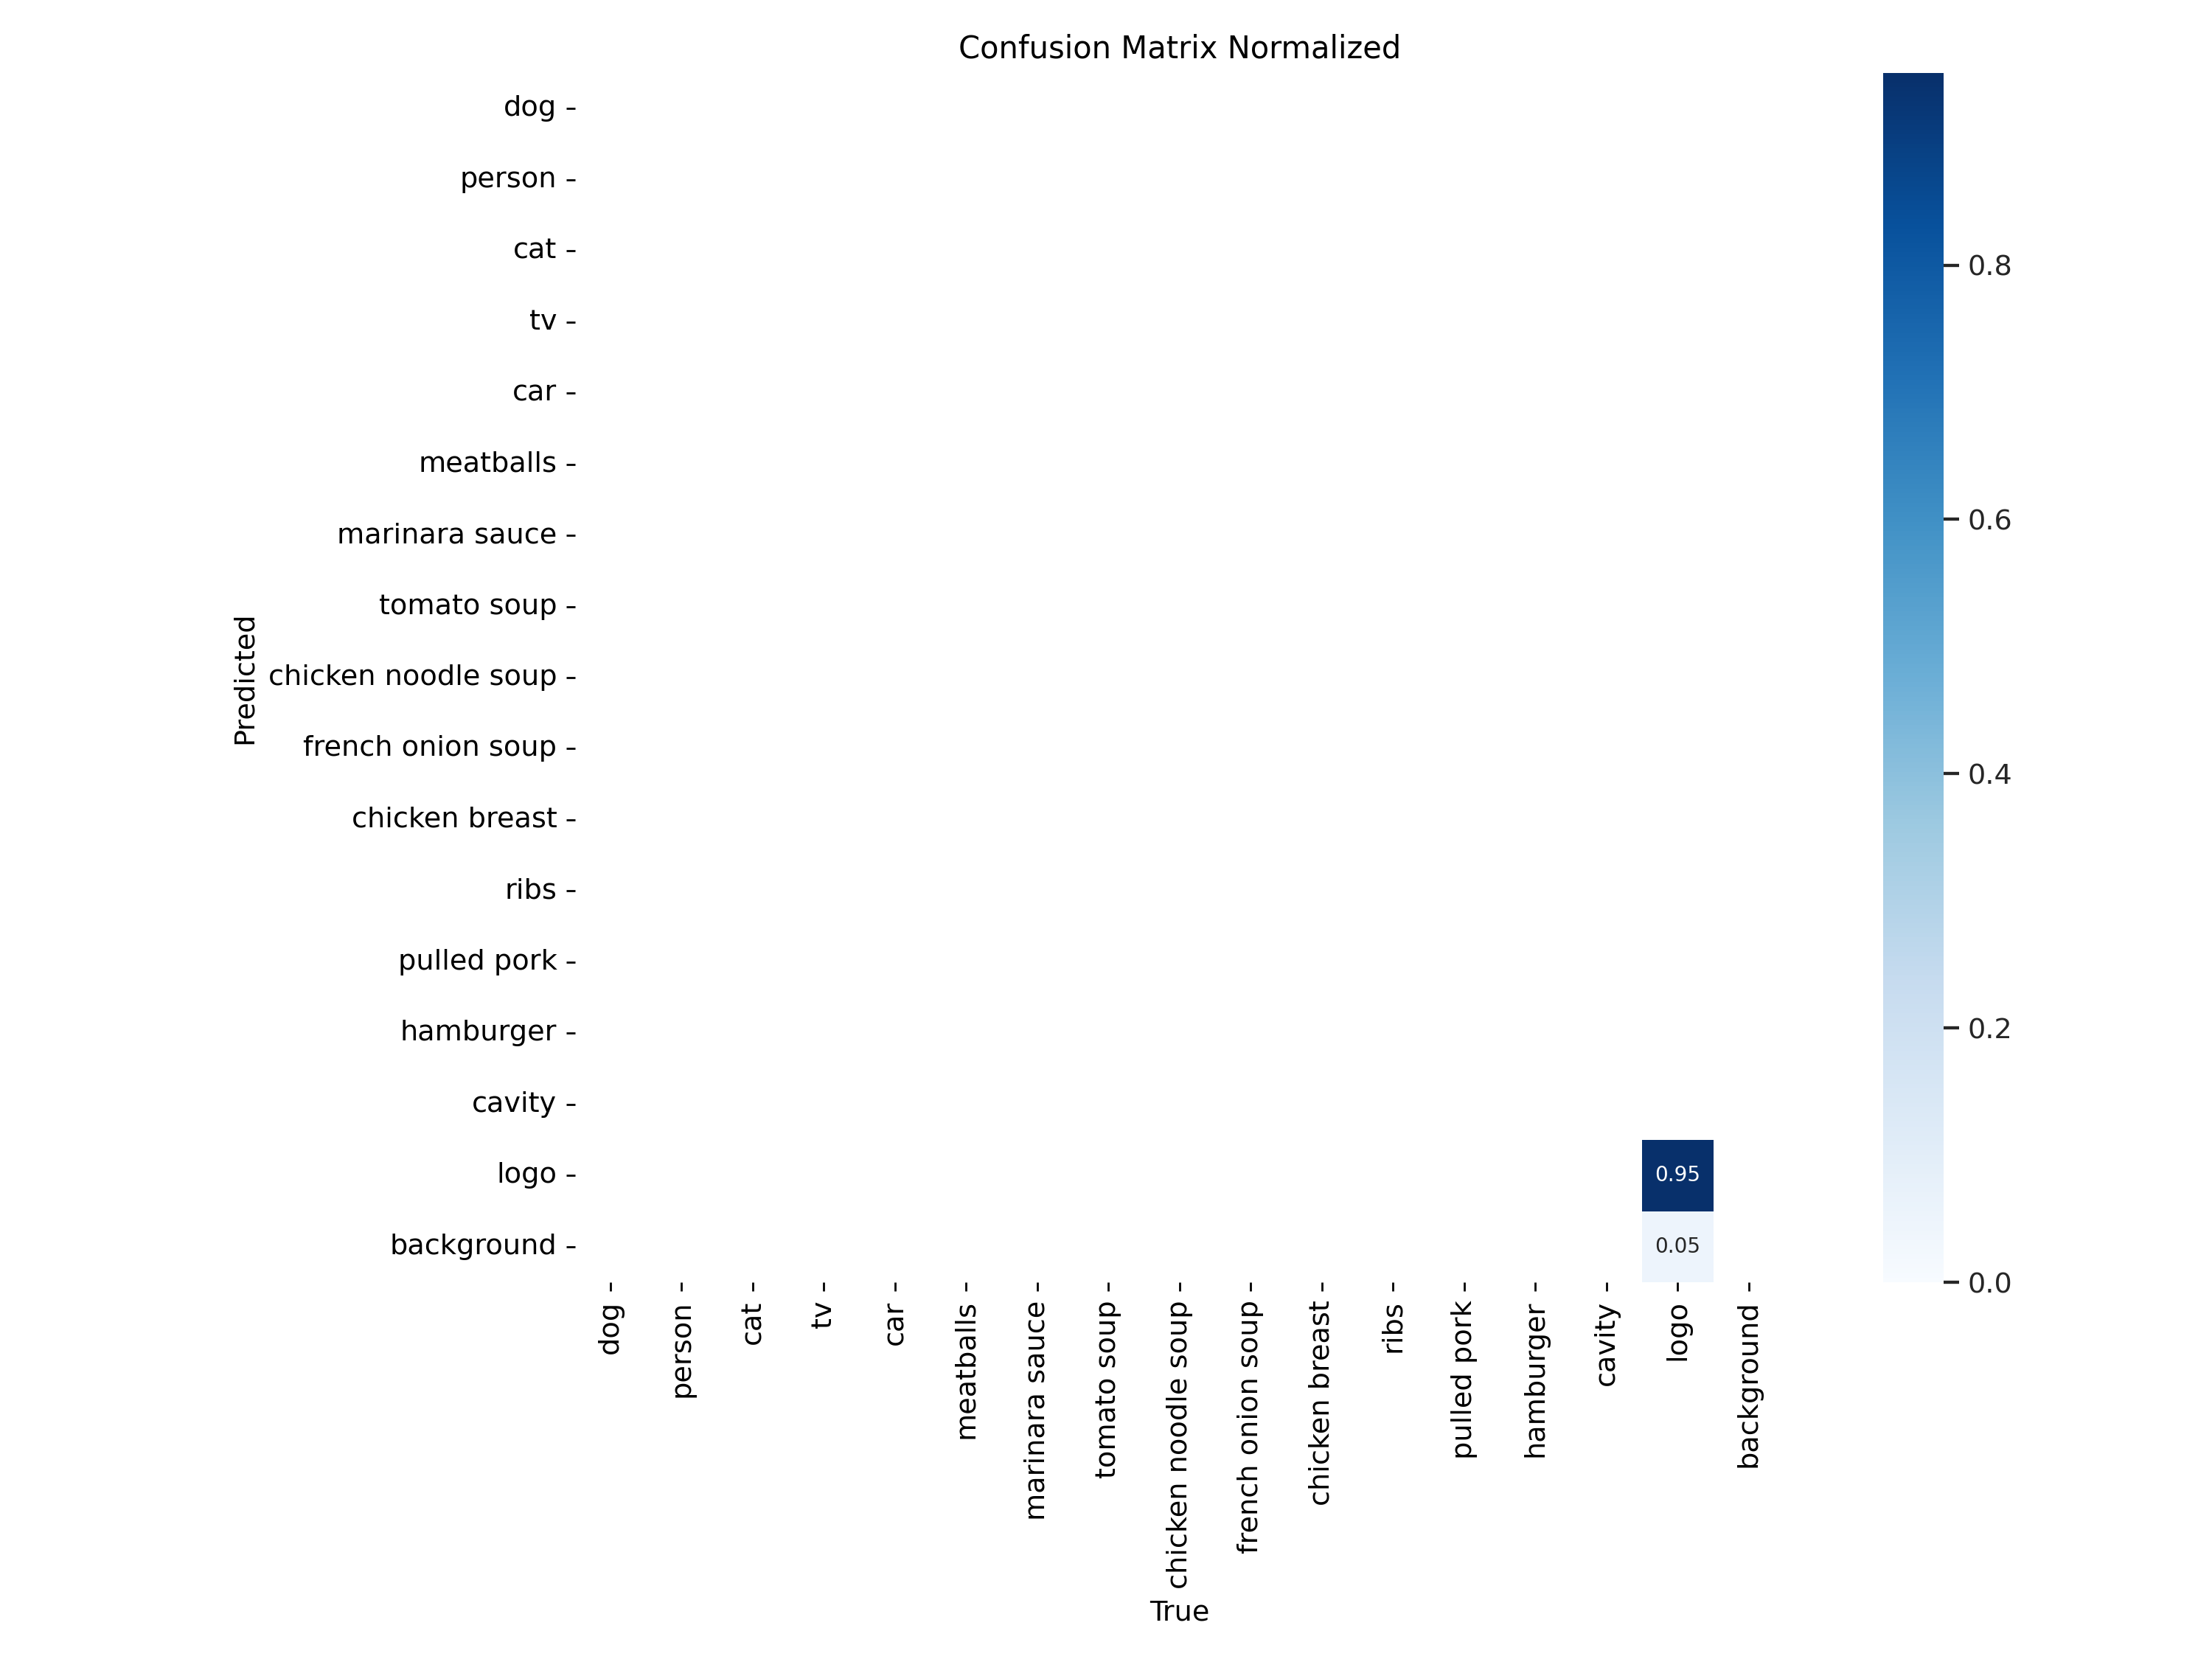 Confusion Matrix Normalized
dog
person
cat
tv
car
meatballs
marinara sauce
tomato soup
chicken noodle soup
french onion soup
chicken breast
ribs
pulled pork
hamburger
cavity
logo
background
Predicted
0.95
0.05
dog
person
cat
tv
car
meatballs
marinara sauce
tomato soup
chicken noodle soup
french onion soup
chicken breast
ribs
pulled pork
hamburger
cavity
logo
background
True
0.8
0.6
0.4
0.2
0.0